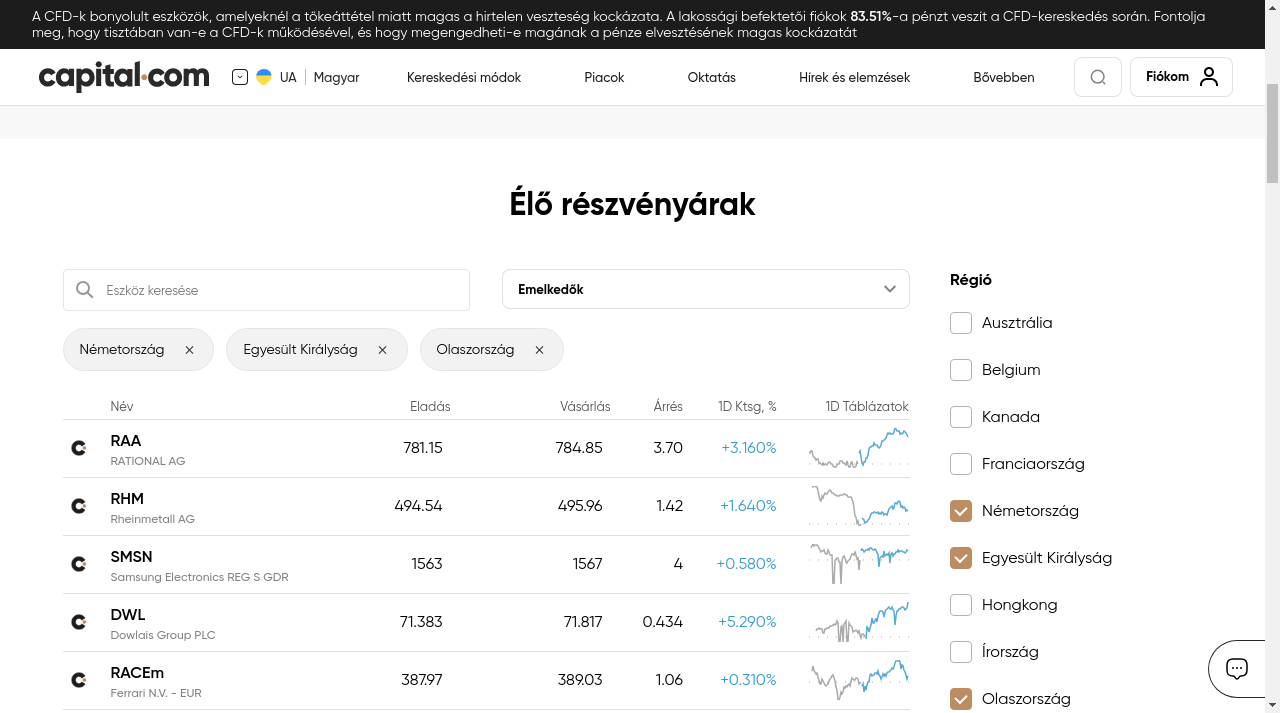 A CFD-k bonyolult eszközök, amelyeknél a tőkeáttétel miatt magas a hirtelen veszteség kockázata. A lakossági befektetői fiókok 83.51%-a pénzt veszít a CFD-kereskedés során. Fontolja
meg, hogy tisztában van-e a CFD-k működésével, és hogy megengedheti-e magának a pénze elvesztésének magas kockázatát
capital.com UA Magyar Kereskedési módok Piacok Oktatás Hírek és elemzések Bővebben Fiókom
Élő részvényárak
Eszköz keresése Emelkedők
Németország Egyesült Királyság Olaszország
Név Eladás Vásárlás Árrés 1D Ktsg, % 1D Táblázatok
RAA 781.15 784.85 3.70 +3.160%
RATIONAL AG
RHM 494.54 495.96 1.42 +1.640%
Rheinmetall AG
SMSN 1563 1567 4 +0.580%
Samsung Electronics REG S GDR
DWL 71.383 71.817 0.434 +5.290%
Dowlais Group PLC
RACEm 387.97 389.03 1.06 +0.310%
Ferrari N.V. - EUR
Régió
Ausztrália
Belgium
Kanada
Franciaország
Németország
Egyesült Királyság
Hongkong
Írország
Olaszország